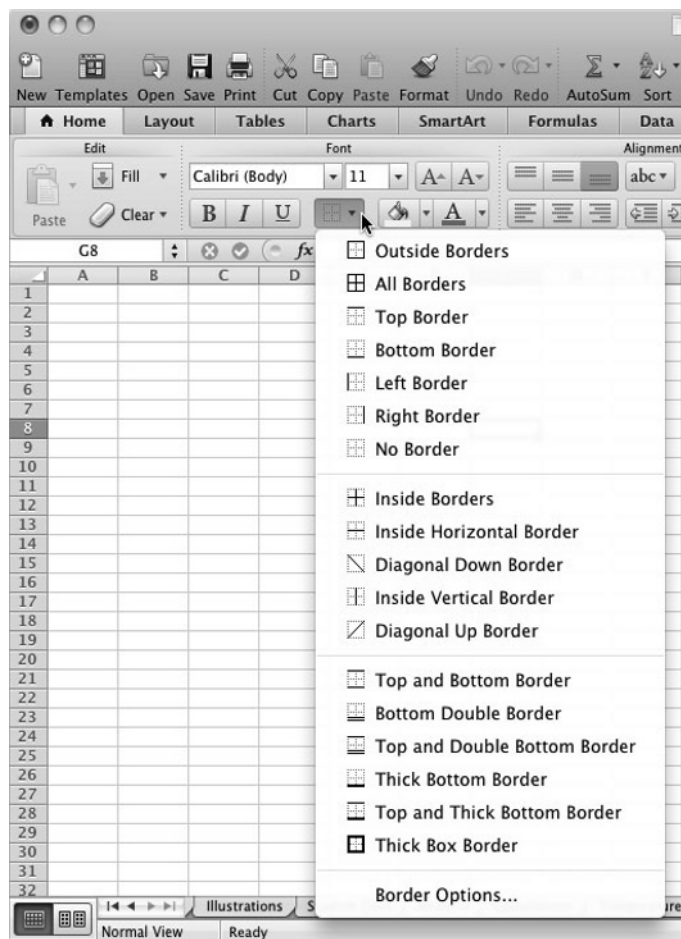 New Templates Open Save Print Cut Copy Paste Format Undo Redo AutoSum Sort
Home Layout Tables Charts SmartArt Formulas Data
Edit Font Alignment
Fill Calibri (Body) 11 A A abc
Paste Clear B I U A
G8 fx
A B C D
1
2
3
4
5
6
7
8
9
10
11
12
13
14
15
16
17
18
19
20
21
22
23
24
25
26
27
28
29
30
31
32
Outside Borders
All Borders
Top Border
Bottom Border
Left Border
Right Border
No Border
Inside Borders
Inside Horizontal Border
Diagonal Down Border
Inside Vertical Border
Diagonal Up Border
Top and Bottom Border
Bottom Double Border
Top and Double Bottom Border
Thick Bottom Border
Top and Thick Bottom Border
Thick Box Border
Border Options...
Illustrations
Normal View Ready